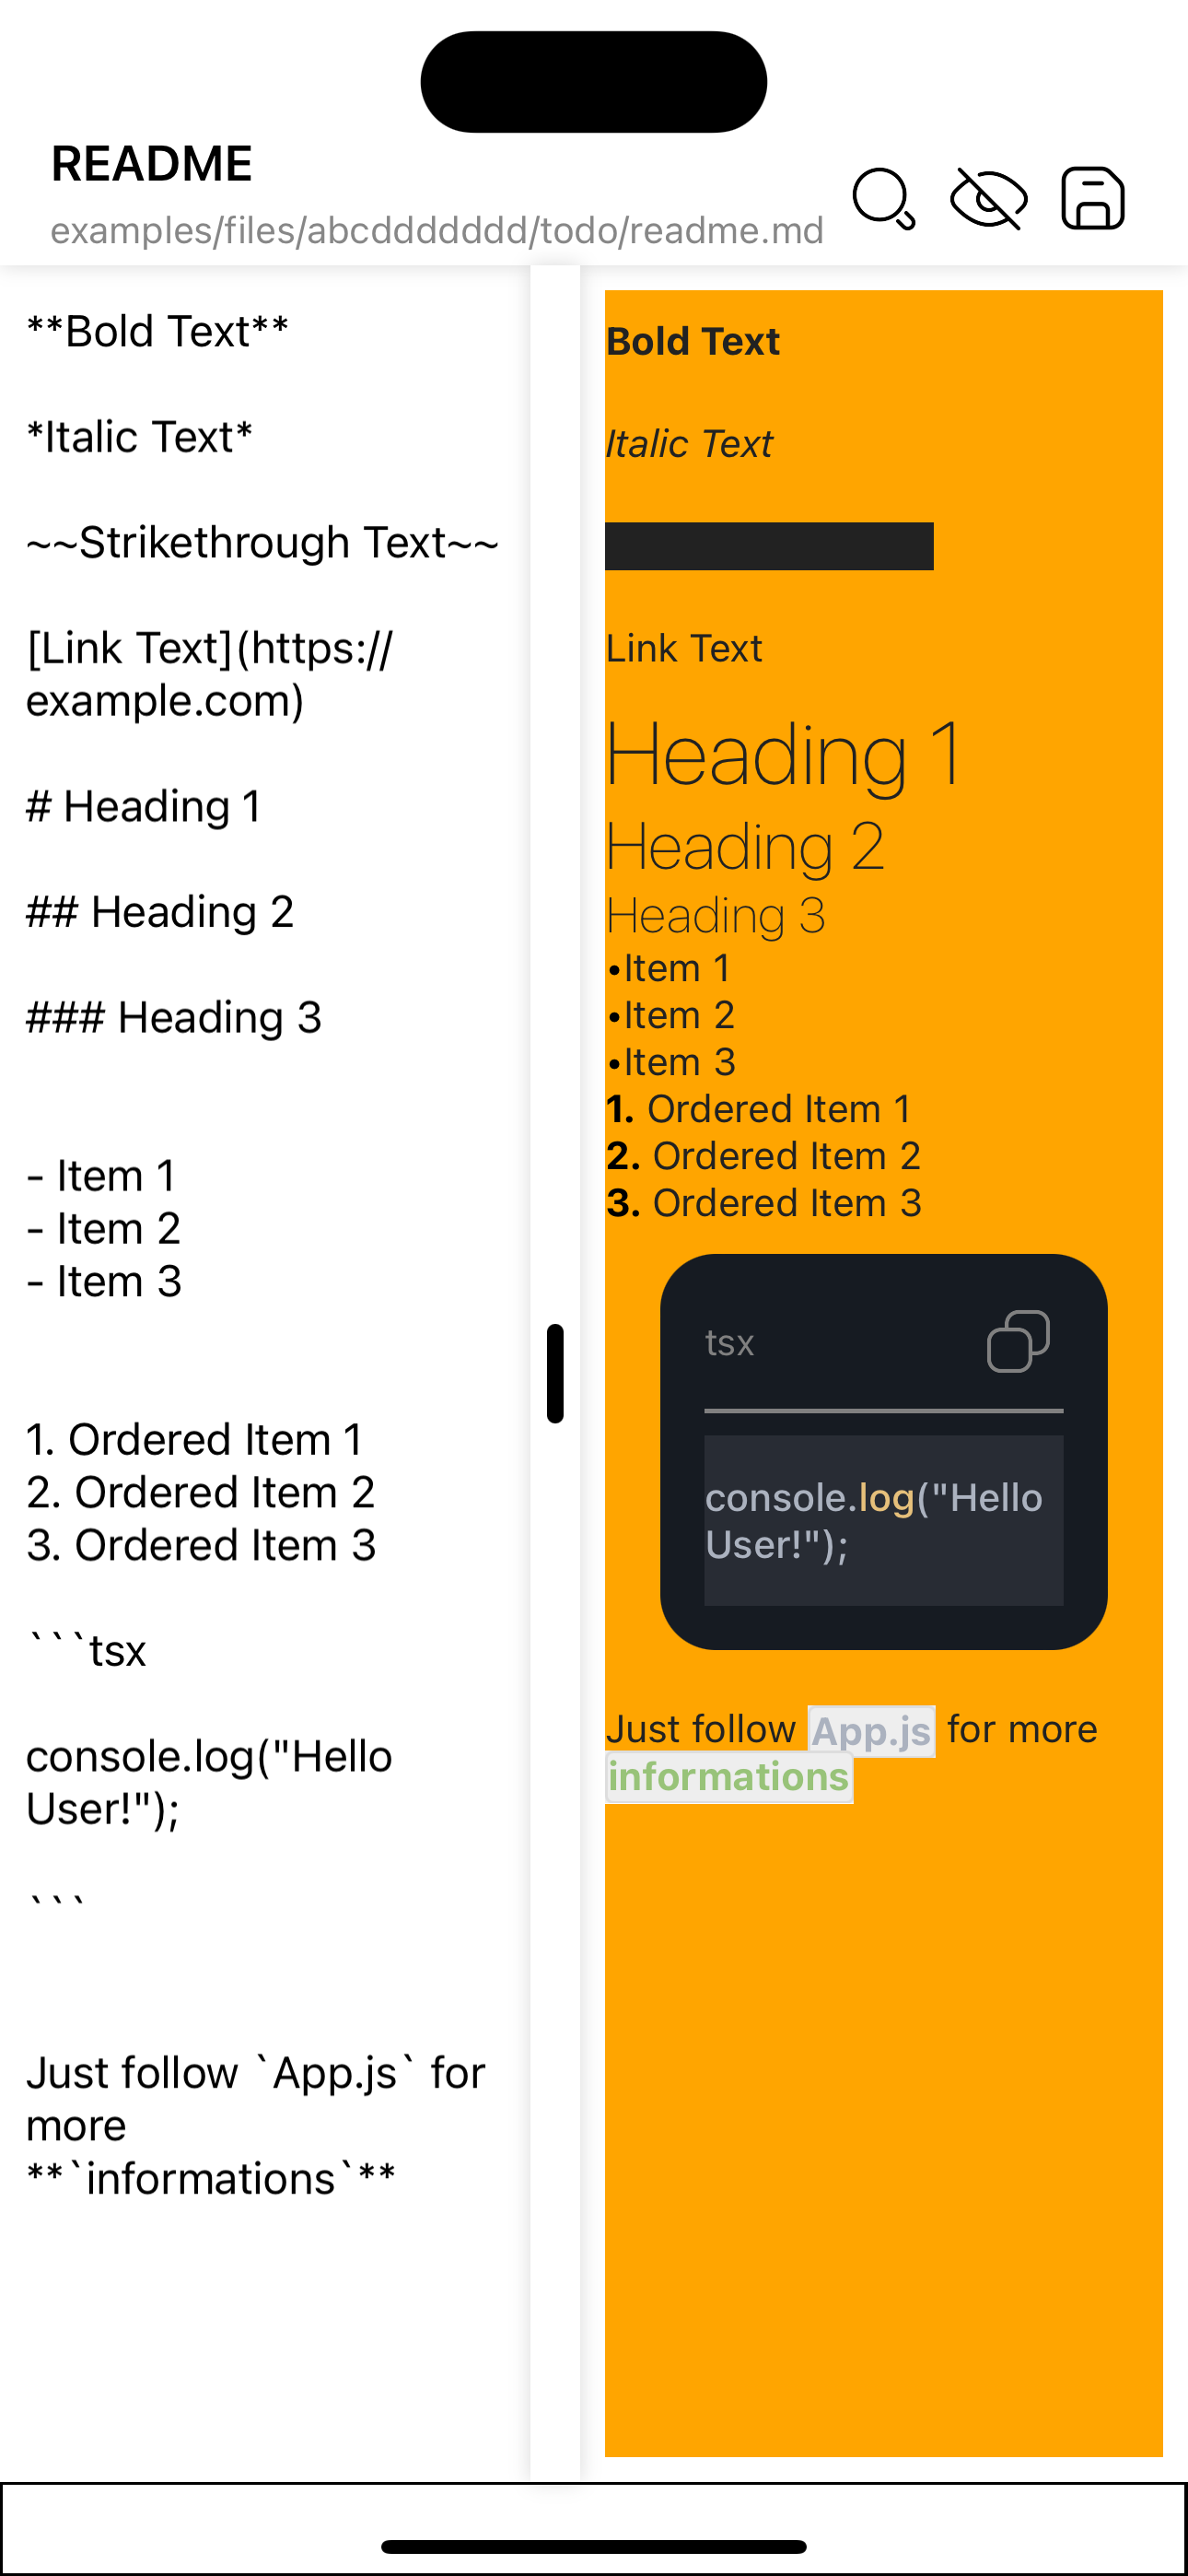 README
examples/files/abcddddddd/todo/readme.md
**Bold Text**
*Italic Text*
~~Strikethrough Text~~
[Link Text](https://
example.com)
# Heading 1
## Heading 2
### Heading 3
- Item 1
- Item 2
- Item 3
1. Ordered Item 1
2. Ordered Item 2
3. Ordered Item 3
```tsx
console.log("Hello
User!");
```
Just follow `App.js` for
more
**`informations`**
Bold Text
Italic Text
Link Text
Heading 1
Heading 2
Heading 3
•Item 1
•Item 2
•Item 3
1. Ordered Item 1
2. Ordered Item 2
3. Ordered Item 3
tsx
console.log("Hello
User!");
Just follow App.js for more
informations